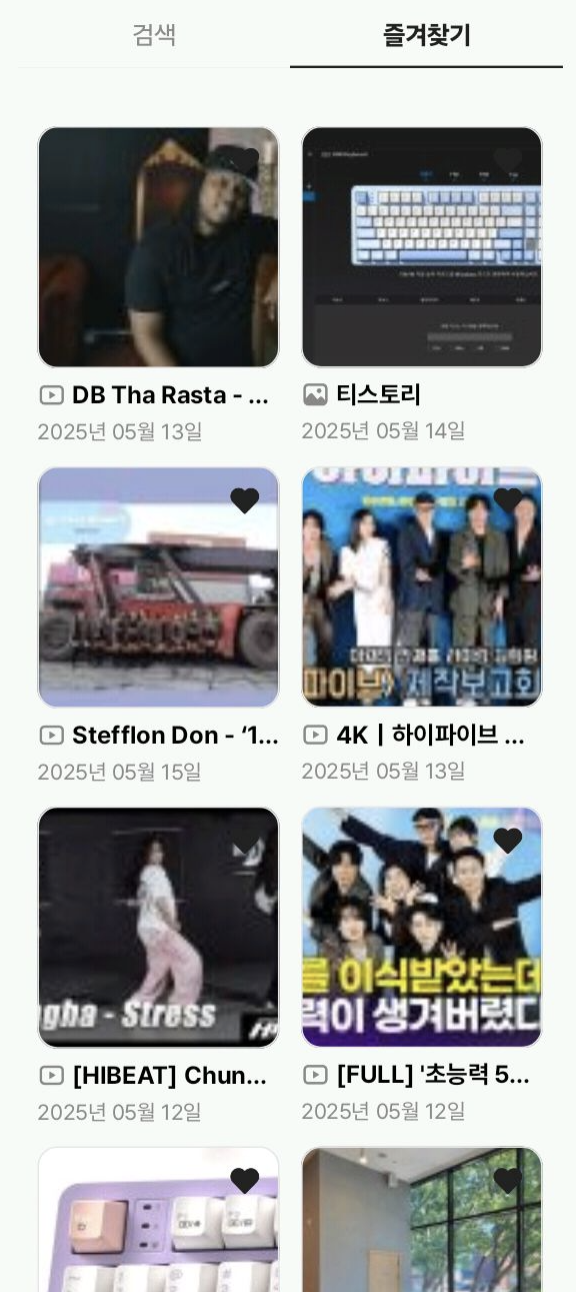 검색
즐겨찾기
DB Tha Rasta - ...
티스토리
2025년 05월 13일
2025년 05월 14일
파이브> 제작보고회
Stefflon Don - ‘1...
4K | 하이파이브 ...
2025년 05월 15일
2025년 05월 13일
ngha - Stress
를 이식받았는데
력이 생겨버렸다
[HIBEAT] Chun...
[FULL] '초능력 5...
2025년 05월 12일
2025년 05월 12일